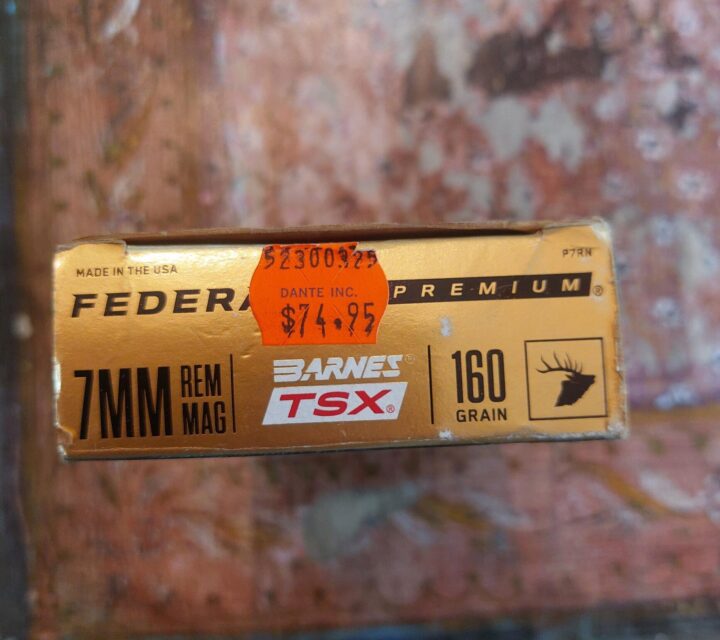 52300325
MADE IN THE USA
P7RN
DANTE INC.
$74.95
FEDERA PREMIUM®
7MM REM MAG
BARNES®
TSX®
160 GRAIN